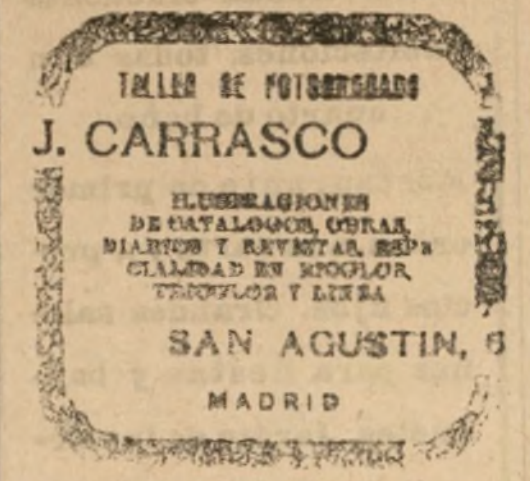 TALLER DE FOTOGRABADO
J. CARRASCO
ILUSTRACIONES
DE CATALOGOS, OBRAS,
DIARIOS Y REVISTAS, ESPE
CIALIDAD EN BICOLOR,
TRICOLOR Y LINEA
SAN AGUSTIN, 6
MADRID